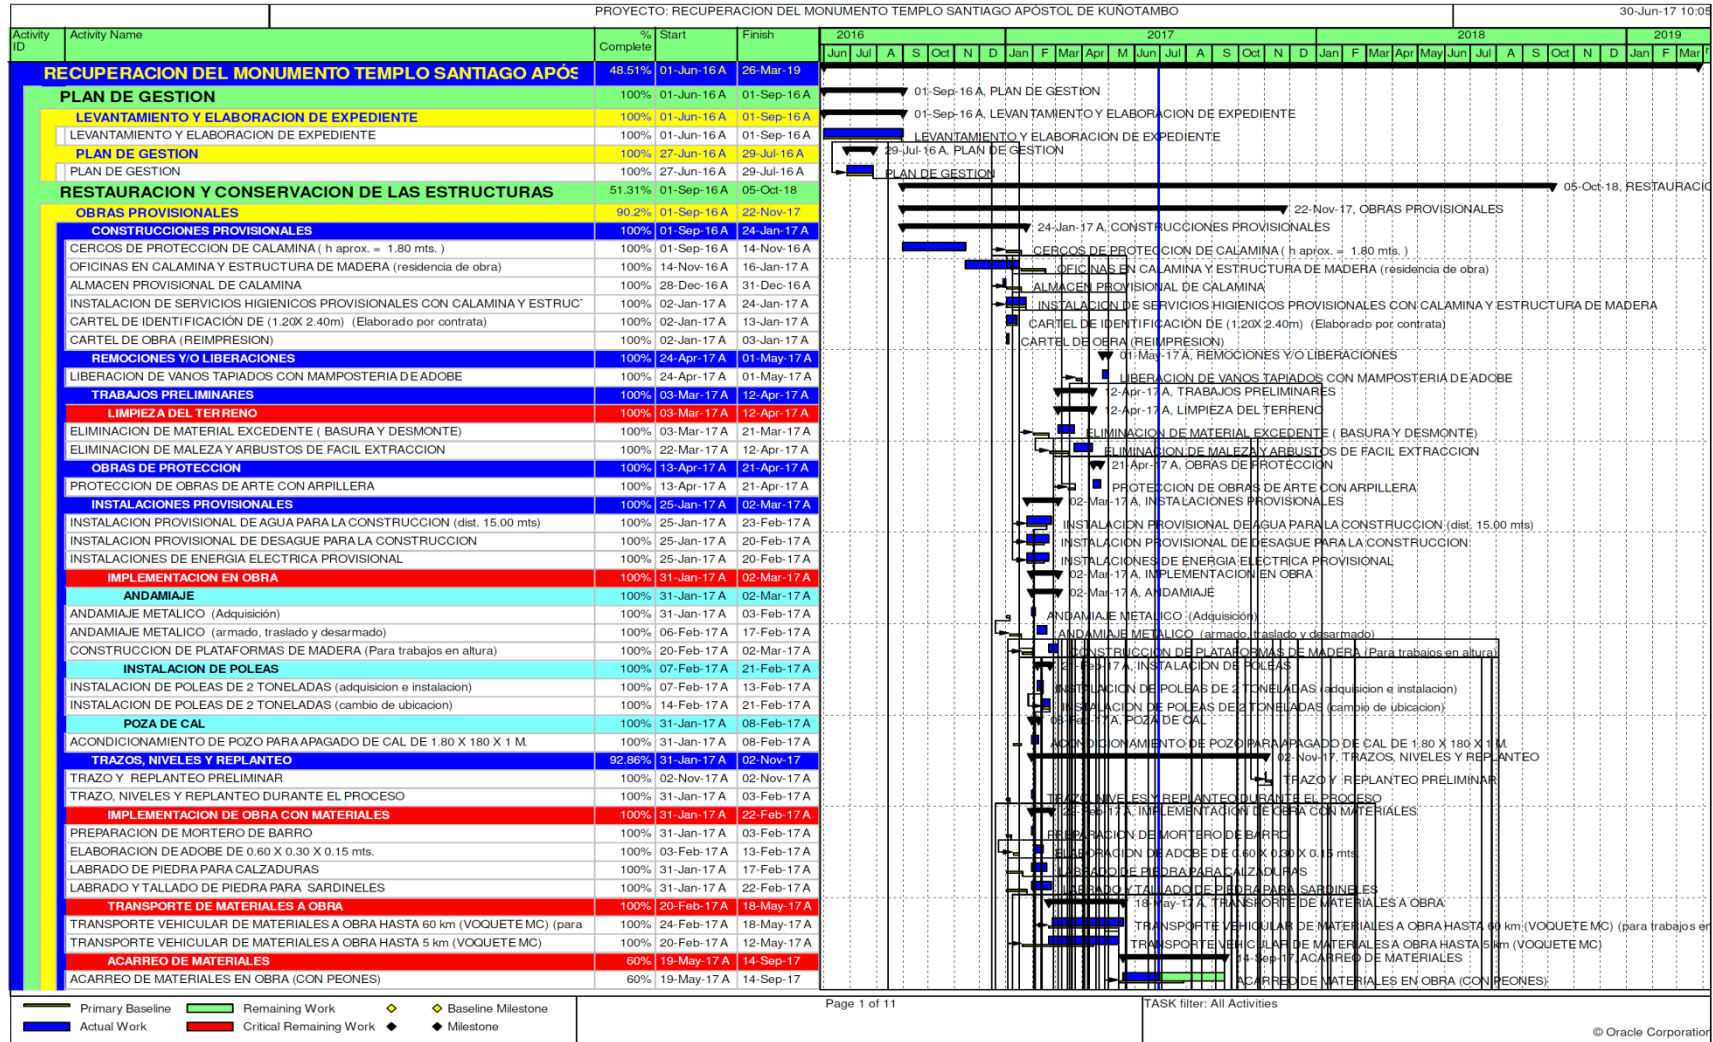 PROYECTO: RECUPERACION DEL MONUMENTO TEMPLO SANTIAGO APÓSTOL DE KUÑOTAMBO 30-Jun-17 10:05
Activity ID Activity Name % Complete Start Finish 2016 2017 2018 2019
Jun Jul A S Oct N D Jan F Mar Apr M Jun Jul A S Oct N D Jan F Mar Apr May Jun Jul A S Oct N D Jan F Mar
RECUPERACION DEL MONUMENTO TEMPLO SANTIAGO APÓS 48.51% 01-Jun-16 A 26-Mar-19
PLAN DE GESTION 100% 01-Jun-16 A 01-Sep-16 A 01-Sep-16 A, PLAN DE GESTION
LEVANTAMIENTO Y ELABORACION DE EXPEDIENTE 100% 01-Jun-16 A 01-Sep-16 A 01-Sep-16 A, LEVANTAMIENTO Y ELABORACION DE EXPEDIENTE
LEVANTAMIENTO Y ELABORACION DE EXPEDIENTE 100% 01-Jun-16 A 01-Sep-16 A LEVANTAMIENTO Y ELABORACION DE EXPEDIENTE
PLAN DE GESTION 100% 27-Jun-16 A 29-Jul-16 A 29-Jul-16 A, PLAN DE GESTION
PLAN DE GESTION 100% 27-Jun-16 A 29-Jul-16 A PLAN DE GESTION
RESTAURACION Y CONSERVACION DE LAS ESTRUCTURAS 51.31% 01-Sep-16 A 05-Oct-18 05-Oct-18, RESTAURACIO
OBRAS PROVISIONALES 90.2% 01-Sep-16 A 22-Nov-17 22-Nov-17, OBRAS PROVISIONALES
CONSTRUCCIONES PROVISIONALES 100% 01-Sep-16 A 24-Jan-17 A 24-Jan-17 A, CONSTRUCCIONES PROVISIONALES
CERCOS DE PROTECCION DE CALAMINA ( h aprox. = 1.80 mts. ) 100% 01-Sep-16 A 14-Nov-16 A CERCOS DE PROTECCION DE CALAMINA ( h aprox. = 1.80 mts. )
OFICINAS EN CALAMINA Y ESTRUCTURA DE MADERA (residencia de obra) 100% 14-Nov-16 A 16-Jan-17 A OFICINAS EN CALAMINA Y ESTRUCTURA DE MADERA (residencia de obra)
ALMACEN PROVISIONAL DE CALAMINA 100% 28-Dec-16 A 31-Dec-16 A ALMACEN PROVISIONAL DE CALAMINA
INSTALACION DE SERVICIOS HIGIENICOS PROVISIONALES CON CALAMINA Y ESTRUC 100% 02-Jan-17 A 24-Jan-17 A INSTALACION DE SERVICIOS HIGIENICOS PROVISIONALES CON CALAMINA Y ESTRUCTURA DE MADERA
CARTEL DE IDENTIFICACIÓN DE (1.20X 2.40m) (Elaborado por contrata) 100% 02-Jan-17 A 13-Jan-17 A CARTEL DE IDENTIFICACIÓN DE (1.20X 2.40m) (Elaborado por contrata)
CARTEL DE OBRA (REIMPRESION) 100% 02-Jan-17 A 03-Jan-17 A CARTEL DE OBRA (REIMPRESION)
REMOCIONES Y/O LIBERACIONES 100% 24-Apr-17 A 01-May-17 A 01-May-17 A, REMOCIONES Y/O LIBERACIONES
LIBERACION DE VANOS TAPIADOS CON MAMPOSTERIA DE ADOBE 100% 24-Apr-17 A 01-May-17 A LIBERACION DE VANOS TAPIADOS CON MAMPOSTERIA DE ADOBE
TRABAJOS PRELIMINARES 100% 03-Mar-17 A 12-Apr-17 A 12-Apr-17 A, TRABAJOS PRELIMINARES
LIMPIEZA DEL TERRENO 100% 03-Mar-17 A 12-Apr-17 A 12-Apr-17 A, LIMPIEZA DEL TERRENO
ELIMINACION DE MATERIAL EXCEDENTE ( BASURA Y DESMONTE) 100% 03-Mar-17 A 21-Mar-17 A ELIMINACION DE MATERIAL EXCEDENTE ( BASURA Y DESMONTE)
ELIMINACION DE MALEZA Y ARBUSTOS DE FACIL EXTRACCION 100% 22-Mar-17 A 12-Apr-17 A ELIMINACION DE MALEZA Y ARBUSTOS DE FACIL EXTRACCION
OBRAS DE PROTECCION 100% 13-Apr-17 A 21-Apr-17 A 21-Apr-17 A, OBRAS DE PROTECCION
PROTECCION DE OBRAS DE ARTE CON ARPILLERA 100% 13-Apr-17 A 21-Apr-17 A PROTECCION DE OBRAS DE ARTE CON ARPILLERA
INSTALACIONES PROVISIONALES 100% 25-Jan-17 A 02-Mar-17 A 02-Mar-17 A, INSTALACIONES PROVISIONALES
INSTALACION PROVISIONAL DE AGUA PARA LA CONSTRUCCION (dist. 15.00 mts) 100% 25-Jan-17 A 23-Feb-17 A INSTALACION PROVISIONAL DE AGUA PARA LA CONSTRUCCION (dist. 15.00 mts)
INSTALACION PROVISIONAL DE DESAGUE PARA LA CONSTRUCCION 100% 25-Jan-17 A 20-Feb-17 A INSTALACION PROVISIONAL DE DESAGUE PARA LA CONSTRUCCION
INSTALACIONES DE ENERGIA ELECTRICA PROVISIONAL 100% 25-Jan-17 A 20-Feb-17 A INSTALACIONES DE ENERGIA ELECTRICA PROVISIONAL
IMPLEMENTACION EN OBRA 100% 31-Jan-17 A 02-Mar-17 A 02-Mar-17 A, IMPLEMENTACION EN OBRA
ANDAMIAJE 100% 31-Jan-17 A 02-Mar-17 A 02-Mar-17 A, ANDAMIAJE
ANDAMIAJE METALICO (Adquisición) 100% 31-Jan-17 A 03-Feb-17 A ANDAMIAJE METALICO (Adquisición)
ANDAMIAJE METALICO (armado, traslado y desarmado) 100% 06-Feb-17 A 17-Feb-17 A ANDAMIAJE METALICO (armado, traslado y desarmado)
CONSTRUCCION DE PLATAFORMAS DE MADERA (Para trabajos en altura) 100% 20-Feb-17 A 02-Mar-17 A CONSTRUCCION DE PLATAFORMAS DE MADERA (Para trabajos en altura)
INSTALACION DE POLEAS 100% 07-Feb-17 A 21-Feb-17 A 21-Feb-17 A, INSTALACION DE POLEAS
INSTALACION DE POLEAS DE 2 TONELADAS (adquisicion e instalacion) 100% 07-Feb-17 A 13-Feb-17 A INSTALACION DE POLEAS DE 2 TONELADAS (adquisicion e instalacion)
INSTALACION DE POLEAS DE 2 TONELADAS (cambio de ubicacion) 100% 14-Feb-17 A 21-Feb-17 A INSTALACION DE POLEAS DE 2 TONELADAS (cambio de ubicacion)
POZA DE CAL 100% 31-Jan-17 A 08-Feb-17 A 08-Feb-17 A, POZA DE CAL
ACONDICIONAMIENTO DE POZO PARA APAGADO DE CAL DE 1.80 X 180 X 1 M. 100% 31-Jan-17 A 08-Feb-17 A ACONDICIONAMIENTO DE POZO PARA APAGADO DE CAL DE 1.80 X 180 X 1 M.
TRAZOS, NIVELES Y REPLANTEO 92.86% 31-Jan-17 A 02-Nov-17 02-Nov-17, TRAZOS, NIVELES Y REPLANTEO
TRAZO Y REPLANTEO PRELIMINAR 100% 02-Nov-17 A 02-Nov-17 A TRAZO Y REPLANTEO PRELIMINAR
TRAZO, NIVELES Y REPLANTEO DURANTE EL PROCESO 100% 31-Jan-17 A 03-Feb-17 A TRAZO, NIVELES Y REPLANTEO DURANTE EL PROCESO
IMPLEMENTACION DE OBRA CON MATERIALES 100% 31-Jan-17 A 22-Feb-17 A 22-Feb-17 A, IMPLEMENTACION DE OBRA CON MATERIALES
PREPARACION DE MORTERO DE BARRO 100% 31-Jan-17 A 03-Feb-17 A PREPARACION DE MORTERO DE BARRO
ELABORACION DE ADOBE DE 0.60 X 0.30 X 0.15 mts. 100% 03-Feb-17 A 13-Feb-17 A ELABORACION DE ADOBE DE 0.60 X 0.30 X 0.15 mts.
LABRADO DE PIEDRA PARA CALZADURAS 100% 31-Jan-17 A 17-Feb-17 A LABRADO DE PIEDRA PARA CALZADURAS
LABRADO Y TALLADO DE PIEDRA PARA SARDINELES 100% 31-Jan-17 A 22-Feb-17 A LABRADO Y TALLADO DE PIEDRA PARA SARDINELES
TRANSPORTE DE MATERIALES A OBRA 100% 20-Feb-17 A 18-May-17 A 18-May-17 A, TRANSPORTE DE MATERIALES A OBRA
TRANSPORTE VEHICULAR DE MATERIALES A OBRA HASTA 60 km (VOQUETE MC) (para 100% 24-Feb-17 A 18-May-17 A TRANSPORTE VEHICULAR DE MATERIALES A OBRA HASTA 60 km (VOQUETE MC) (para trabajos en
TRANSPORTE VEHICULAR DE MATERIALES A OBRA HASTA 5 km (VOQUETE MC) 100% 20-Feb-17 A 12-May-17 A TRANSPORTE VEHICULAR DE MATERIALES A OBRA HASTA 5 km (VOQUETE MC)
ACARREO DE MATERIALES 60% 19-May-17 A 14-Sep-17 14-Sep-17, ACARREO DE MATERIALES
ACARREO DE MATERIALES EN OBRA (CON PEONES) 60% 19-May-17 A 14-Sep-17 ACARREO DE MATERIALES EN OBRA (CON PEONES)
Primary Baseline Remaining Work Baseline Milestone Page 1 of 11 TASK filter: All Activities
Actual Work Critical Remaining Work Milestone
© Oracle Corporation